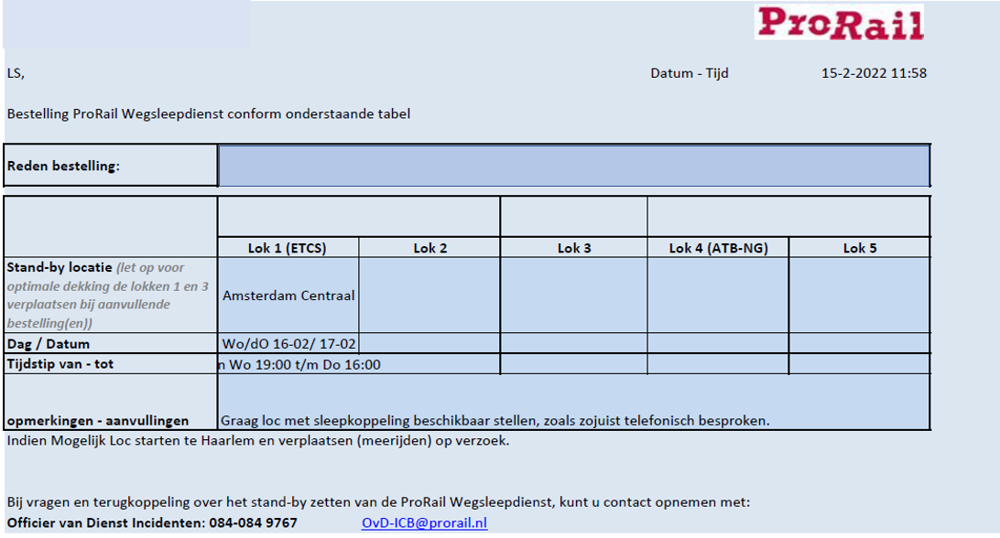 ProRail
LS,
Datum - Tijd 15-2-2022 11:58
Bestelling ProRail Wegsleepdienst conform onderstaande tabel
Reden bestelling:
Lok 1 (ETCS) Lok 2 Lok 3 Lok 4 (ATB-NG) Lok 5
Stand-by locatie (let op voor
optimale dekking de lokken 1 en 3
verplaatsen bij aanvullende
bestelling(en))
Amsterdam Centraal
Dag / Datum Wo/dO 16-02/ 17-02
Tijdstip van - tot n Wo 19:00 t/m Do 16:00
opmerkingen - aanvullingen Graag loc met sleepkoppeling beschikbaar stellen, zoals zojuist telefonisch besproken.
Indien Mogelijk Loc starten te Haarlem en verplaatsen (meerijden) op verzoek.
Bij vragen en terugkoppeling over het stand-by zetten van de ProRail Wegsleepdienst, kunt u contact opnemen met:
Officier van Dienst Incidenten: 084-084 9767 OvD-ICB@prorail.nl